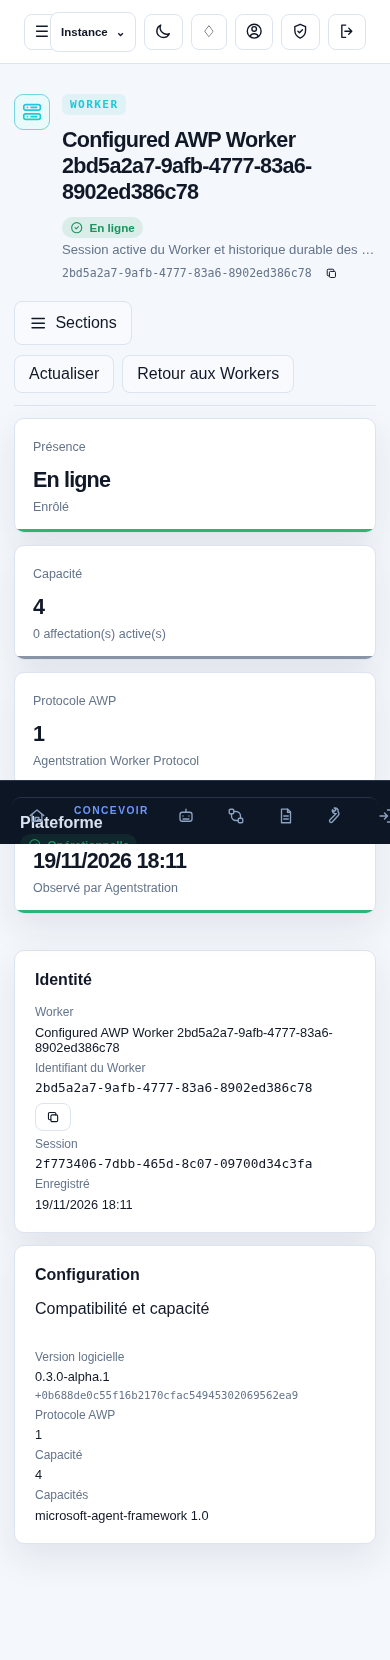 Instance
WORKER
Configured AWP Worker
2bd5a2a7-9afb-4777-83a6-
8902ed386c78
En ligne
Session active du Worker et historique durable des …
2bd5a2a7-9afb-4777-83a6-8902ed386c78
Sections
Actualiser
Retour aux Workers
Présence
En ligne
Enrôlé
Capacité
4
0 affectation(s) active(s)
Protocole AWP
1
Agentstration Worker Protocol
CONCEVOIR
Plateforme
Opérationnelle
19/11/2026 18:11
Observé par Agentstration
Identité
Worker
Configured AWP Worker 2bd5a2a7-9afb-4777-83a6-
8902ed386c78
Identifiant du Worker
2bd5a2a7-9afb-4777-83a6-8902ed386c78
Session
2f773406-7dbb-465d-8c07-09700d34c3fa
Enregistré
19/11/2026 18:11
Configuration
Compatibilité et capacité
Version logicielle
0.3.0-alpha.1
+0b688de0c55f16b2170cfac54945302069562ea9
Protocole AWP
1
Capacité
4
Capacités
microsoft-agent-framework 1.0